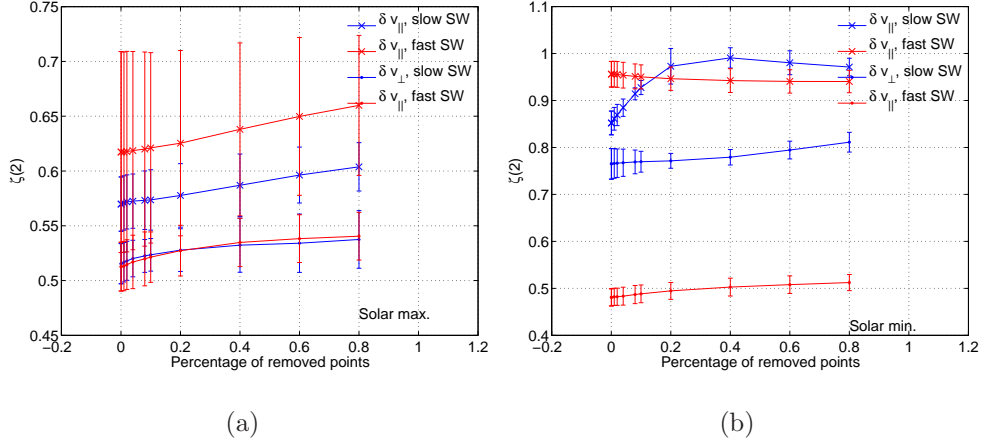 0.75
0.7
0.65
0.6
0.55
0.5
0.45
ζ(2)
−0.2 0 0.2 0.4 0.6 0.8 1 1.2
Percentage of removed points
δ v||, slow SW
δ v||, fast SW
δ v⊥, slow SW
δ v||, fast SW
Solar max.
(a)
1.1
1
0.9
0.8
0.7
0.6
0.5
0.4
ζ(2)
−0.2 0 0.2 0.4 0.6 0.8 1 1.2
Percentage of removed points
δ v||, slow SW
δ v||, fast SW
δ v⊥, slow SW
δ v||, fast SW
Solar min.
(b)